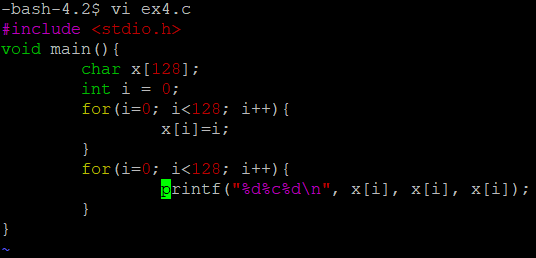 -bash-4.2$ vi ex4.c
#include <stdio.h>
void main(){
        char x[128];
        int i = 0;
        for(i=0; i<128; i++){
                x[i]=i;
        }
        for(i=0; i<128; i++){
                printf("%d%c%d\n", x[i], x[i], x[i]);
        }
}
~